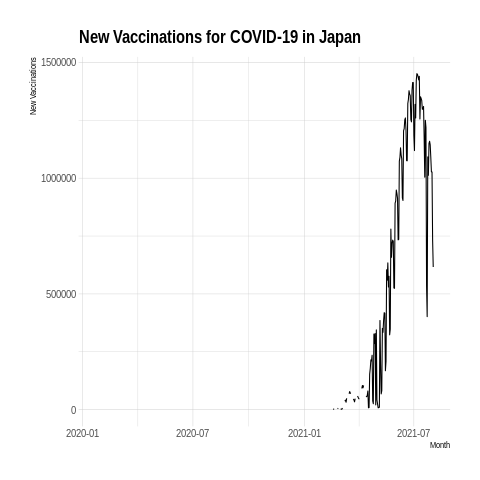 New Vaccinations for COVID-19 in Japan
New Vaccinations
1500000
1000000
500000
0
2020-01
2020-07
2021-01
2021-07
Month